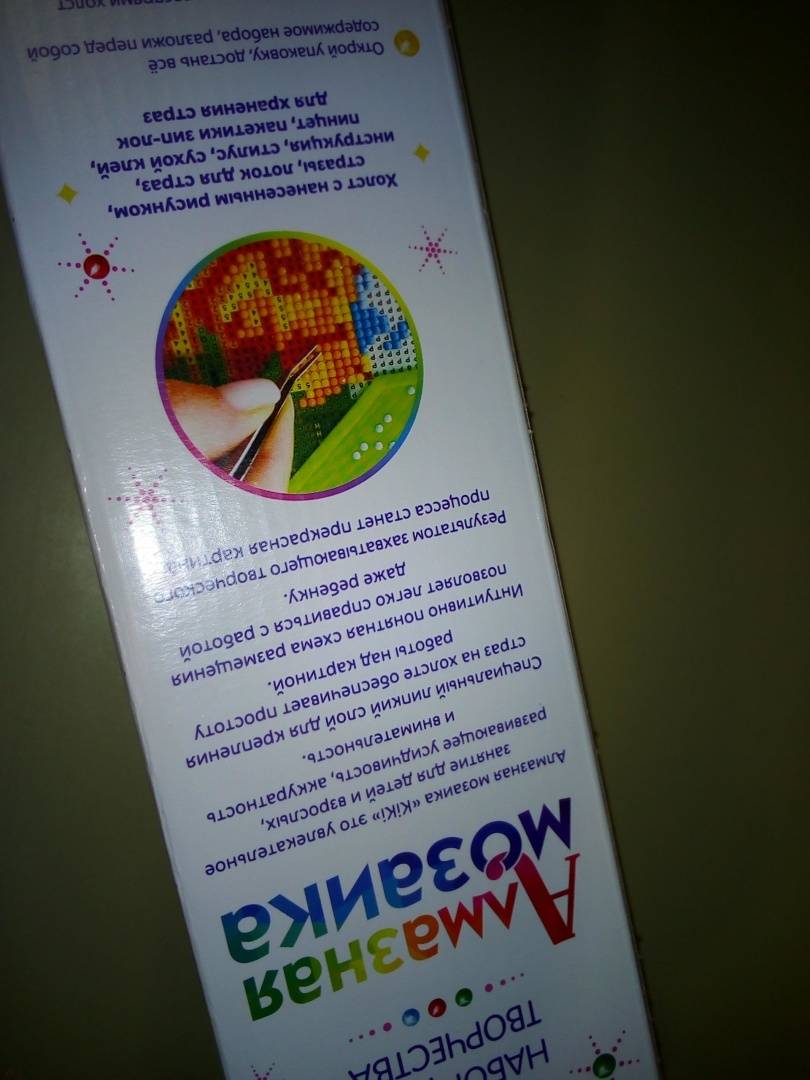 НАБОР
ТВОРЧЕСТВА
Алмазная
мозаика
Алмазная мозаика «Kiki» это увлекательное
занятие для детей и взрослых,
развивающее усидчивость, аккуратность
и внимательность.
Специальный липкий слой для крепления
страз на холсте обеспечивает простоту
работы над картиной.
Интуитивно понятная схема размещения
позволяет легко справиться с работой
даже ребенку.
Результатом захватывающего творческого
процесса станет прекрасная картина
Холст с нанесенным рисунком,
стразы, лоток для страз,
инструкция, стилус, сухой клей,
пинцет, пакетики зип-лок
для хранения страз
Открой упаковку, достань всё
содержимое набора, разложи перед собой
холст